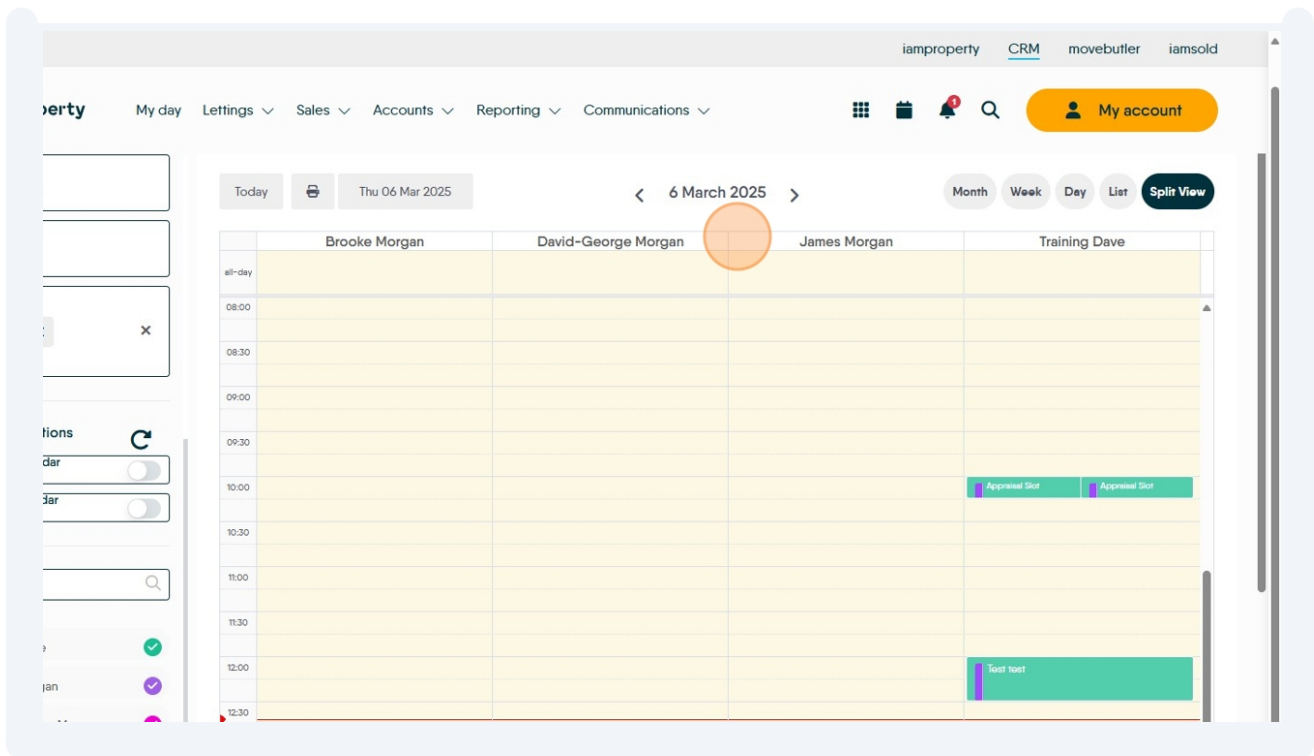 iamproperty CRM movebutler iamsold
perty My day Lettings Sales Accounts Reporting Communications 1 My account
Today Thu 06 Mar 2025 6 March 2025 Month Week Day List Split View
Brooke Morgan David-George Morgan James Morgan Training Dave
all-day
08:00
08:30
09:00
tions
09:30
dar
10:00 Appraisal Slot Appraisal Slot
dar
10:30
11:00
11:30
12:00 Test test
gan
12:30